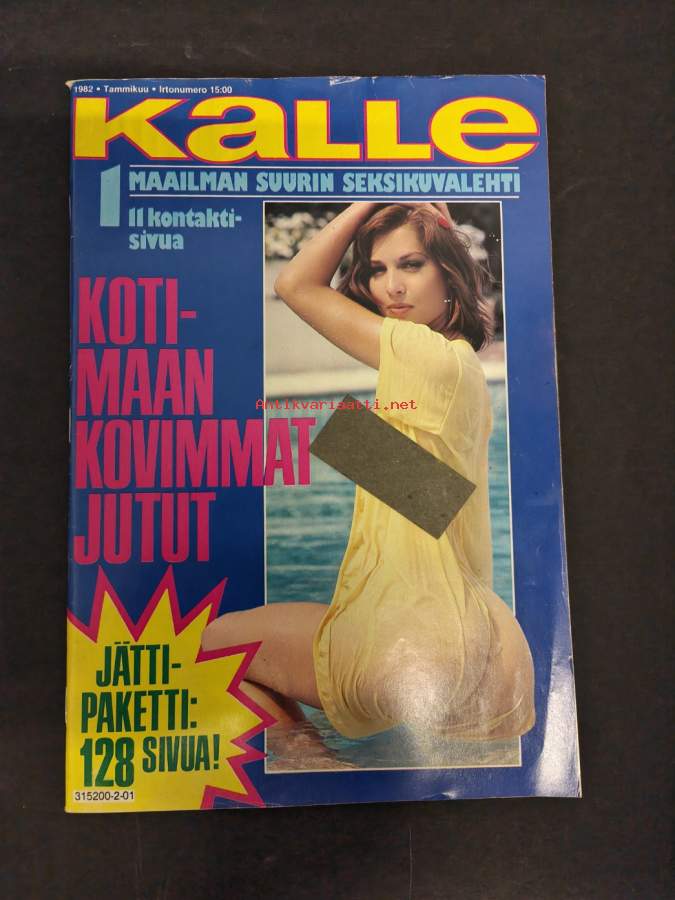 1982 • Tammikuu • Irtonumero 15:00
KaLLe
1 MAAILMAN SUURIN SEKSIKUVALEHTI
11 kontakti-
sivua
KOTI-
MAAN
KOVIMMAT
JUTUT
Antikvariaatti.net
JÄTTI-
PAKETTI:
128 SIVUA!
315200-2-01